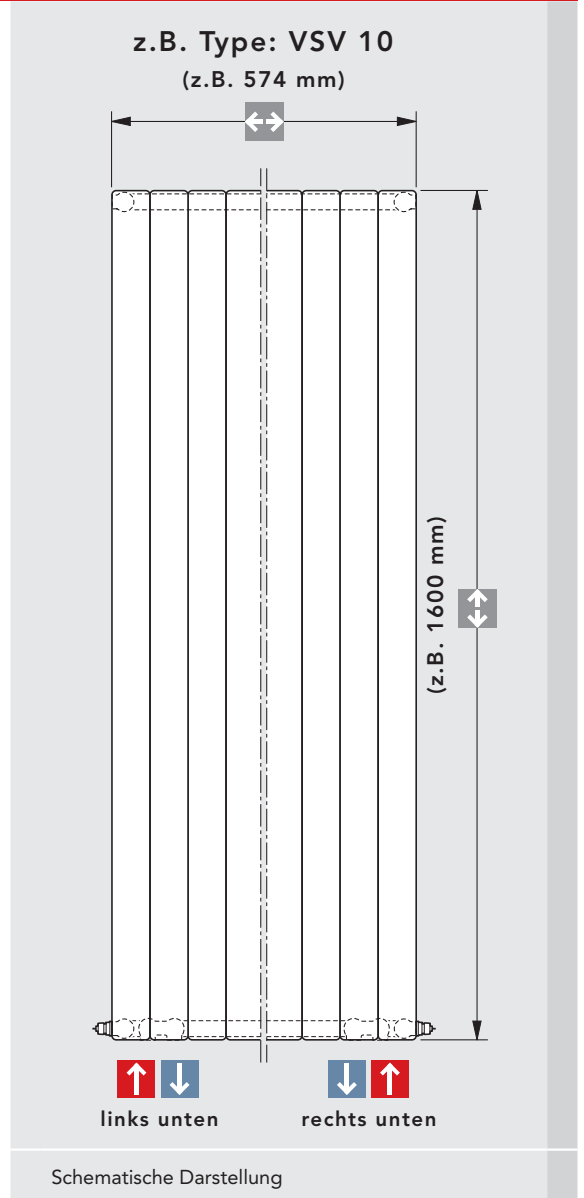 z.B. Type: VSV 10
(z.B. 574 mm)
(z.B. 1600 mm)
links unten
rechts unten
Schematische Darstellung